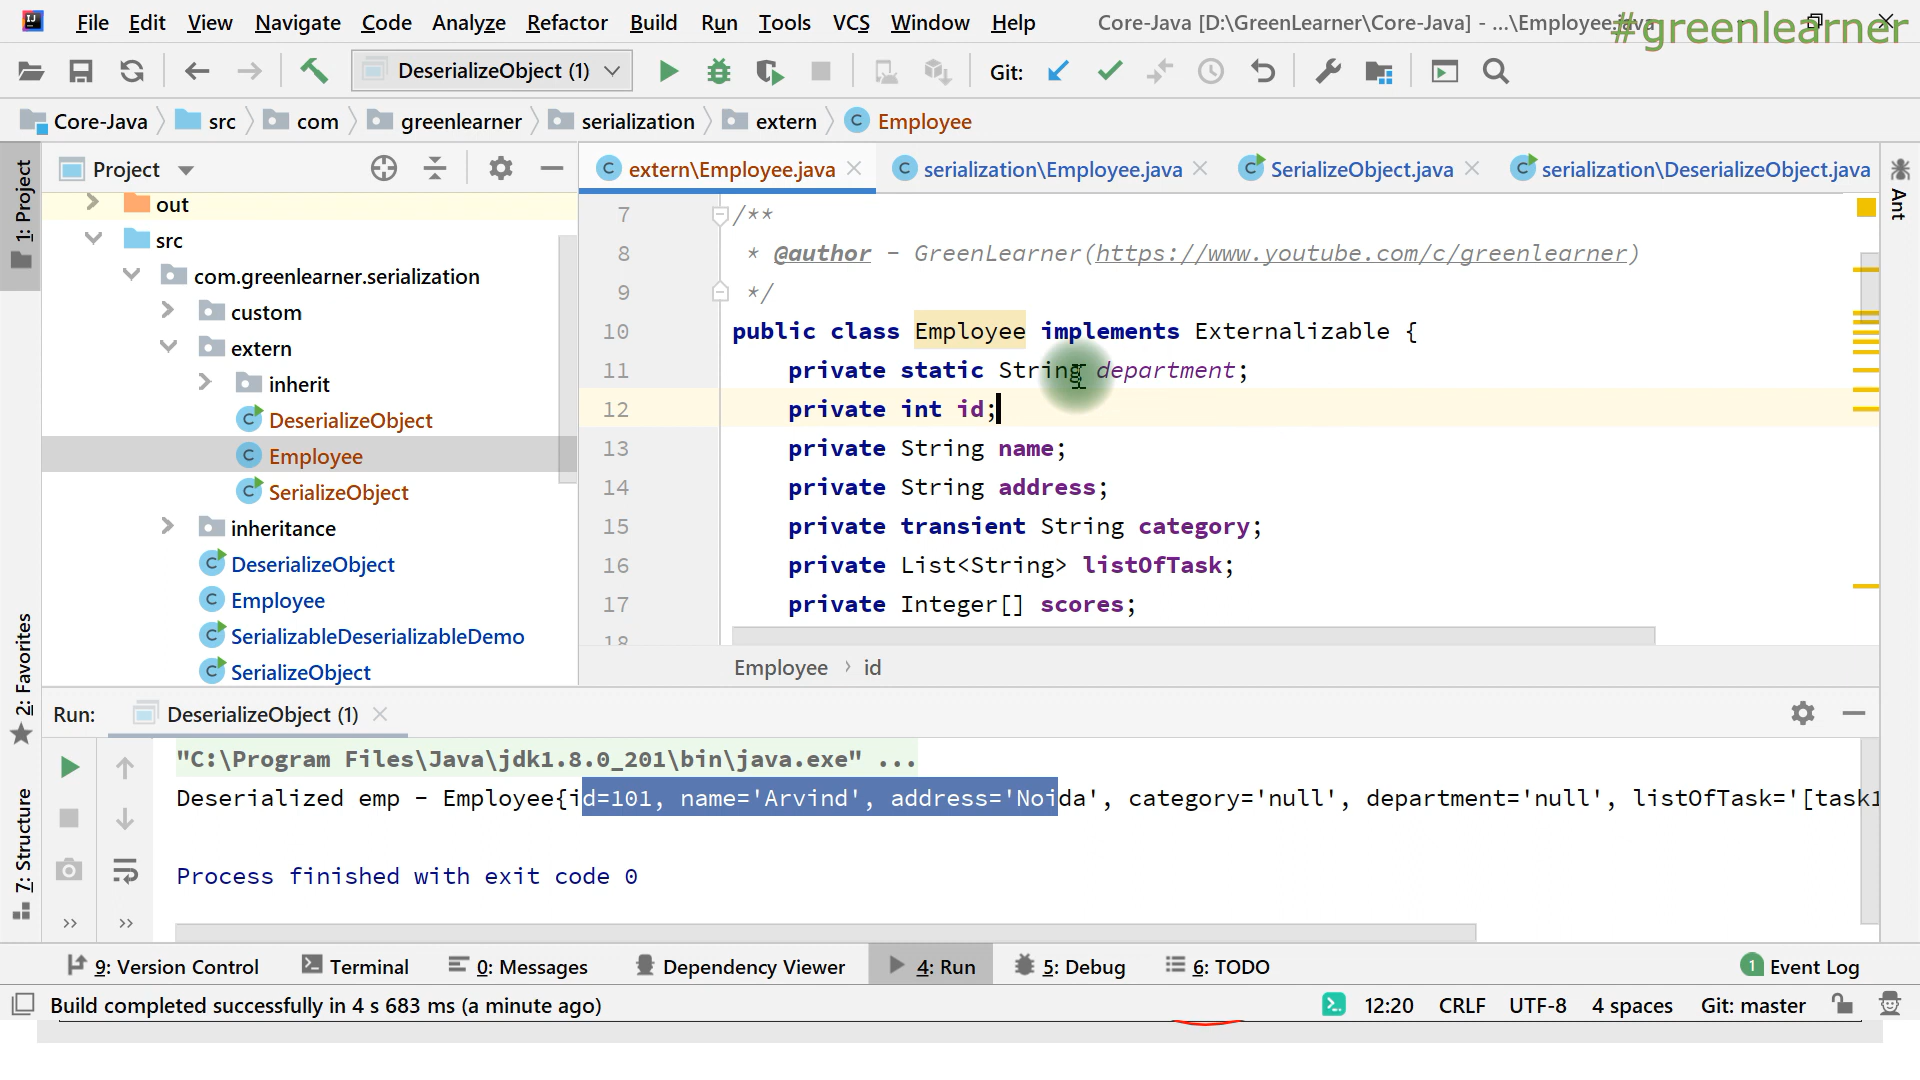 File Edit View Navigate Code Analyze Refactor Build Run Tools VCS Window Help Core-Java [D:\GreenLearner\Core-Java] - ...\Employee.java
#greenlearner
DeserializeObject (1) Git:
Core-Java src com greenlearner serialization extern Employee
1: Project
Project
extern\Employee.java serialization\Employee.java SerializeObject.java serialization\DeserializeObject.java
Ant
out
src
com.greenlearner.serialization
custom
extern
inherit
DeserializeObject
Employee
SerializeObject
inheritance
DeserializeObject
Employee
SerializableDeserializableDemo
SerializeObject
7 /**
8 * @author - GreenLearner(https://www.youtube.com/c/greenlearner)
9 */
10 public class Employee implements Externalizable {
11 private static String department;
12 private int id;
13 private String name;
14 private String address;
15 private transient String category;
16 private List<String> listOfTask;
17 private Integer[] scores;
18
Employee › id
2: Favorites
7: Structure
Run: DeserializeObject (1)
"C:\Program Files\Java\jdk1.8.0_201\bin\java.exe" ...
Deserialized emp - Employee{id=101, name='Arvind', address='Noida', category='null', department='null', listOfTask='[task1
Process finished with exit code 0
9: Version Control Terminal 0: Messages Dependency Viewer 4: Run 5: Debug 6: TODO 1 Event Log
Build completed successfully in 4 s 683 ms (a minute ago) 12:20 CRLF UTF-8 4 spaces Git: master